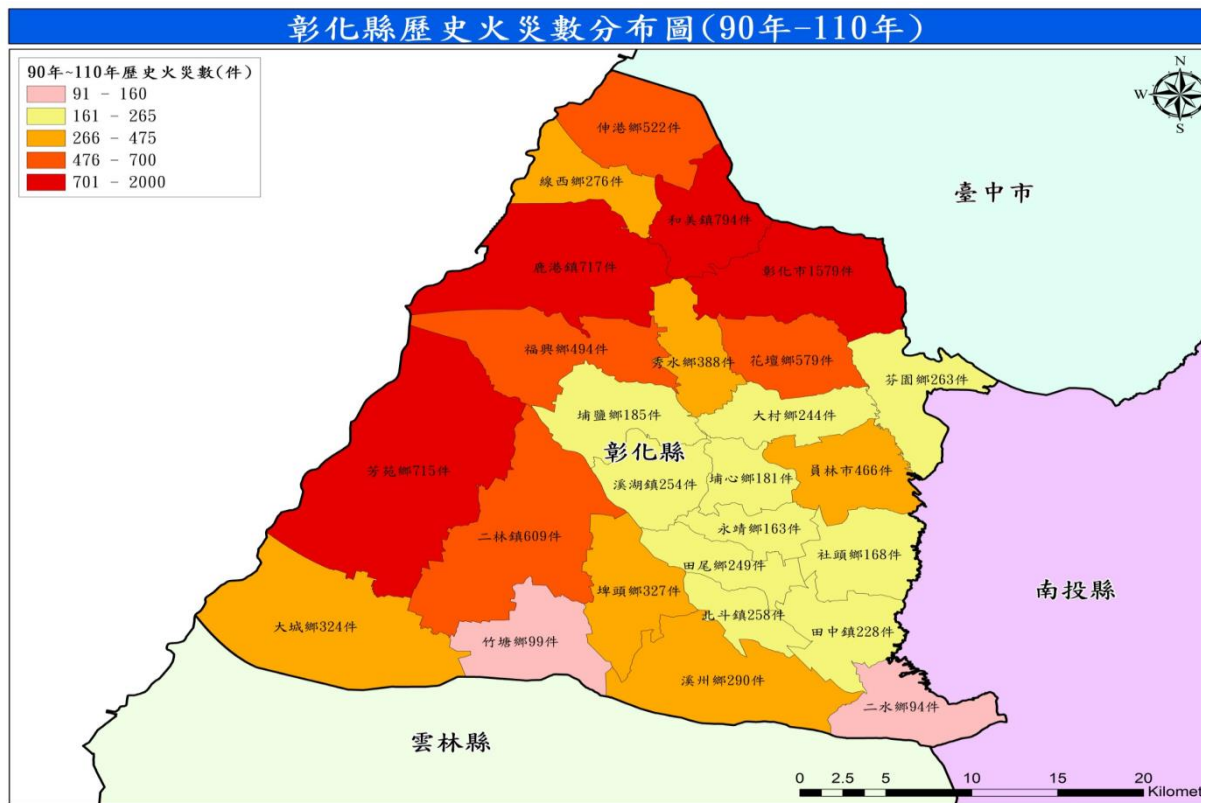 彰化縣歷史火災數分布圖(90年-110年)
90年~110年歷史火災數(件)
91 - 160
161 - 265
266 - 475
476 - 700
701 - 2000
N
W
E
S
伸港鄉522件
線西鄉276件
和美鎮794件
臺中市
鹿港鎮717件
彰化市1579件
福興鄉494件
秀水鄉388件
花壇鄉579件
芬園鄉263件
埔鹽鄉185件
大村鄉244件
彰化縣
芳苑鄉715件
溪湖鎮254件
埔心鄉181件
員林市466件
二林鎮609件
永靖鄉163件
社頭鄉168件
田尾鄉249件
南投縣
埤頭鄉327件
北斗鎮258件
大城鄉324件
竹塘鄉99件
田中鎮228件
溪州鄉290件
二水鄉94件
雲林縣
0 2.5 5 10 15 20
Kilomet